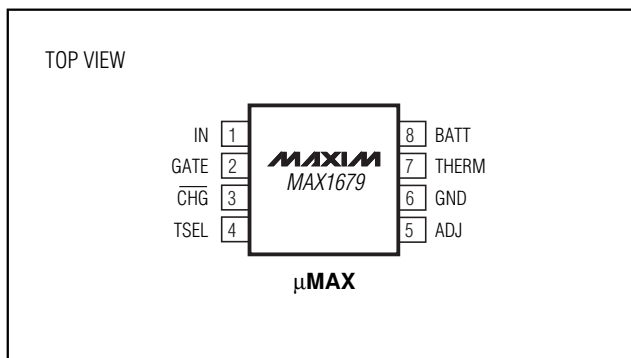 TOP VIEW
IN 1
GATE 2
CHG 3
TSEL 4
MAXIM
MAX1679
8 BATT
7 THERM
6 GND
5 ADJ
μMAX